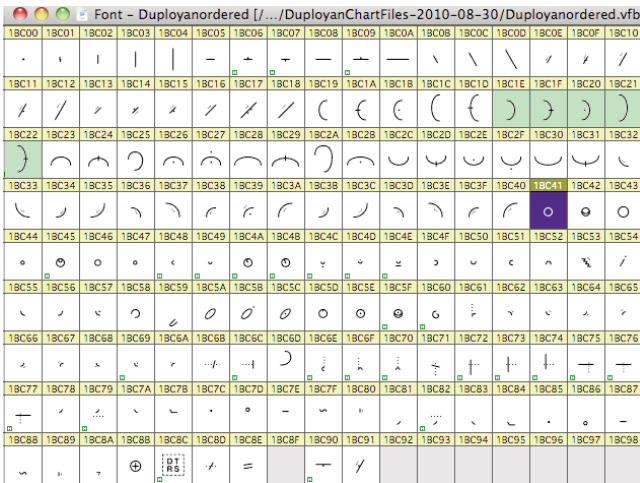 Font – Duployanordered [/.../DuployanChartFiles-2010-08-30/Duployanordered.vfb
1BC00 1BC01 1BC02 1BC03 1BC04 1BC05 1BC06 1BC07 1BC08 1BC09 1BC0A 1BC0B 1BC0C 1BC0D 1BC0E 1BC0F 1BC10
1BC11 1BC12 1BC13 1BC14 1BC15 1BC16 1BC17 1BC18 1BC19 1BC1A 1BC1B 1BC1C 1BC1D 1BC1E 1BC1F 1BC20 1BC21
1BC22 1BC23 1BC24 1BC25 1BC26 1BC27 1BC28 1BC29 1BC2A 1BC2B 1BC2C 1BC2D 1BC2E 1BC2F 1BC30 1BC31 1BC32
1BC33 1BC34 1BC35 1BC36 1BC37 1BC38 1BC39 1BC3A 1BC3B 1BC3C 1BC3D 1BC3E 1BC3F 1BC40 1BC41 1BC42 1BC43
1BC44 1BC45 1BC46 1BC47 1BC48 1BC49 1BC4A 1BC4B 1BC4C 1BC4D 1BC4E 1BC4F 1BC50 1BC51 1BC52 1BC53 1BC54
1BC55 1BC56 1BC57 1BC58 1BC59 1BC5A 1BC5B 1BC5C 1BC5D 1BC5E 1BC5F 1BC60 1BC61 1BC62 1BC63 1BC64 1BC65
1BC66 1BC67 1BC68 1BC69 1BC6A 1BC6B 1BC6C 1BC6D 1BC6E 1BC6F 1BC70 1BC71 1BC72 1BC73 1BC74 1BC75 1BC76
1BC77 1BC78 1BC79 1BC7A 1BC7B 1BC7C 1BC7D 1BC7E 1BC7F 1BC80 1BC81 1BC82 1BC83 1BC84 1BC85 1BC86 1BC87
1BC88 1BC89 1BC8A 1BC8B 1BC8C 1BC8D 1BC8E 1BC8F 1BC90 1BC91 1BC92 1BC93 1BC94 1BC95 1BC96 1BC97 1BC98
DT
RS